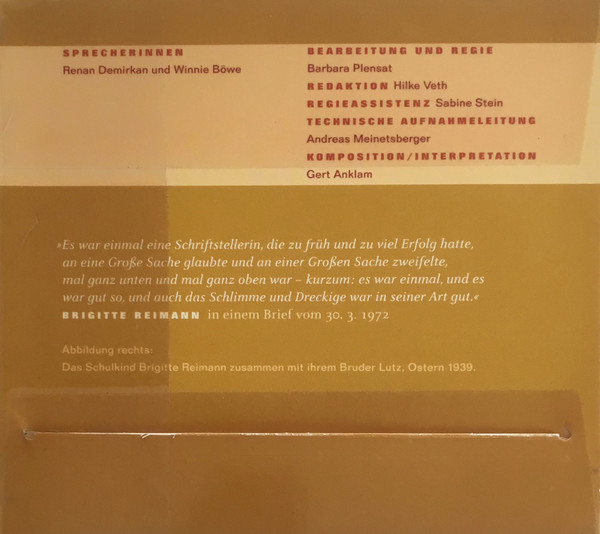 SPRECHERINNEN
Renan Demirkan und Winnie Böwe
BEARBEITUNG UND REGIE
Barbara Plensat
REDAKTION Hilke Veth
REGIEASSISTENZ Sabine Stein
TECHNISCHE AUFNAHMELEITUNG
Andreas Meinetsberger
KOMPOSITION/INTERPRETATION
Gert Anklam
»Es war einmal eine Schriftstellerin, die zu früh und zu viel Erfolg hatte,
an eine Große Sache glaubte und an einer Großen Sache zweifelte,
mal ganz unten und mal ganz oben war – kurzum: es war einmal, und es
war gut so, und auch das Schlimme und Dreckige war in seiner Art gut.«
BRIGITTE REIMANN in einem Brief vom 30. 3. 1972
Abbildung rechts:
Das Schulkind Brigitte Reimann zusammen mit ihrem Bruder Lutz, Ostern 1939.